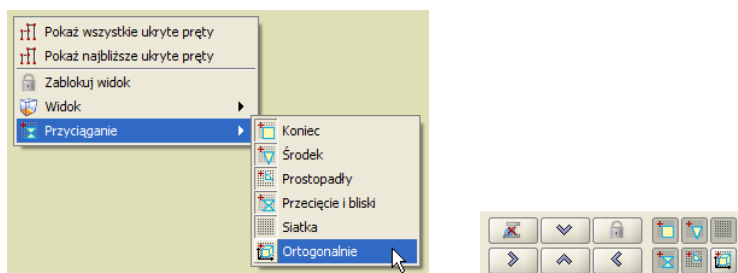 Pokaż wszystkie ukryte pręty
Pokaż najbliższe ukryte pręty
Zablokuj widok
Widok
Przyciąganie
Koniec
Środek
Prostopadły
Przecięcie i bliski
Siatka
Ortogonalnie